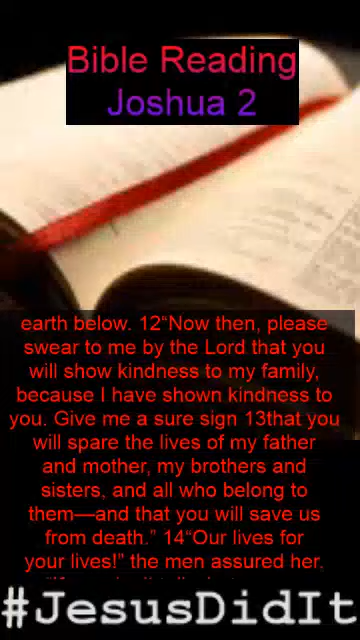 Bible Reading
Joshua 2
earth below. 12“Now then, please
swear to me by the Lord that you
will show kindness to my family,
because I have shown kindness to
you. Give me a sure sign 13that you
will spare the lives of my father
and mother, my brothers and
sisters, and all who belong to
them—and that you will save us
from death.” 14“Our lives for
your lives!” the men assured her.
#JesusDidIt